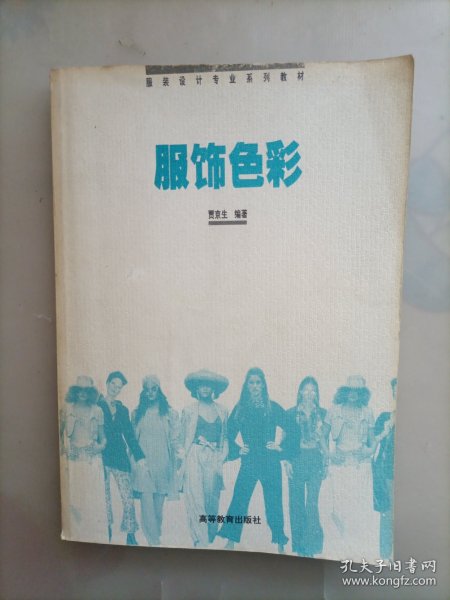 服装设计专业系列教材
服饰色彩
贾京生 编著
高等教育出版社
孔夫子旧书网
www.kongfz.com